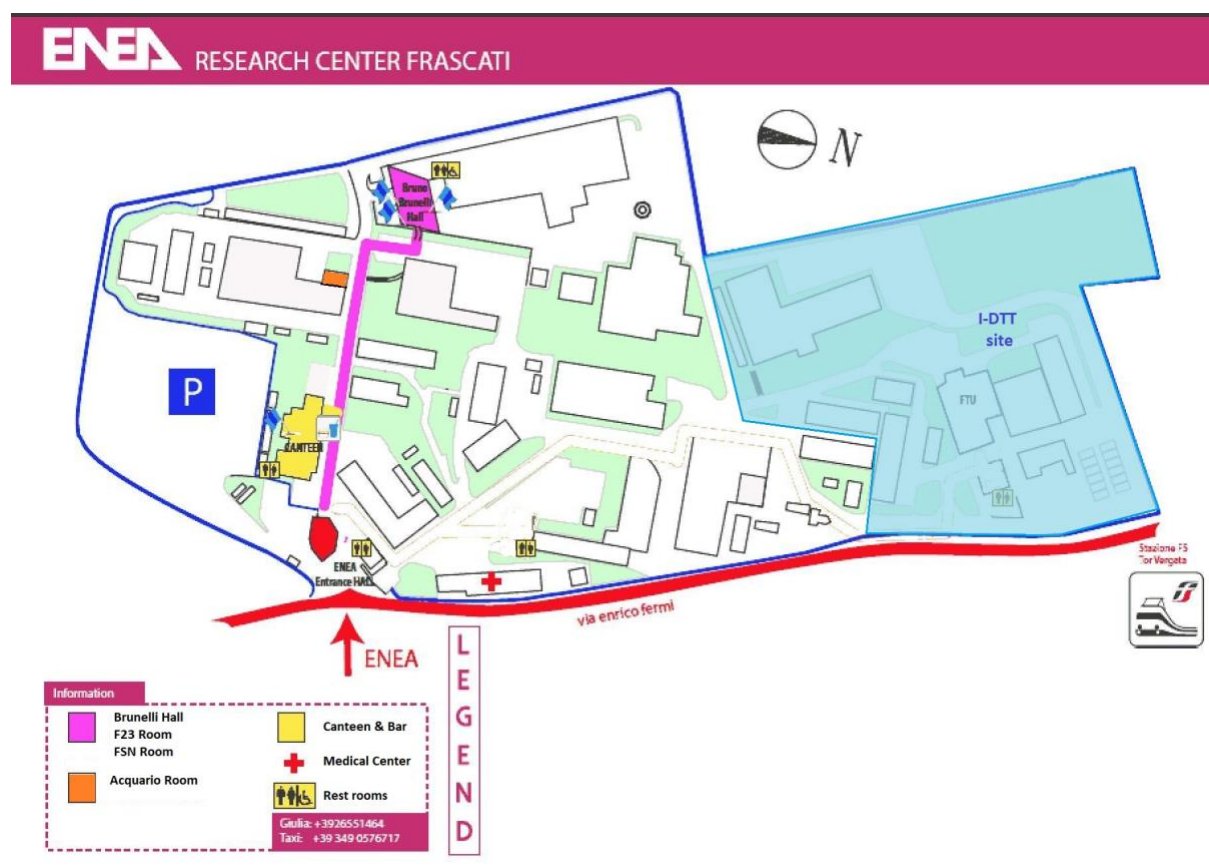 ENEA RESEARCH CENTER FRASCATI
N
Bruno
Brunelli
Hall
I-DTT
site
P
FTU
CANTEEN
ENEA
Entrance HALL
via enrico fermi
Stazione FS
Tor Vergata
ENEA
LEGEND
Information
Brunelli Hall
F23 Room
FSN Room
Acquario Room
Canteen & Bar
Medical Center
Rest rooms
Giulia: +3926551464
Taxi: +39 349 0576717